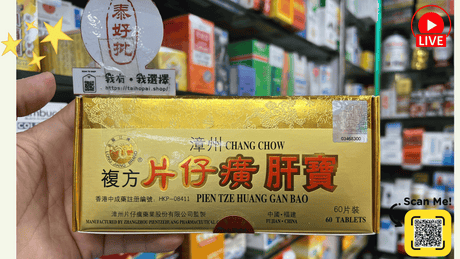 泰好批
LIVE
我有·我選擇
https://taihopai.shop/
漳州 CHANG CHOW
複方 片仔癀 肝寶
香港中成藥註冊編號：HKP-08411
PIEN TZE HUANG GAN BAO
60片裝
60 TABLETS
漳州片仔癀藥業股份有限公司監製
中國·福建
FUJIAN·CHINA
Scan Me!